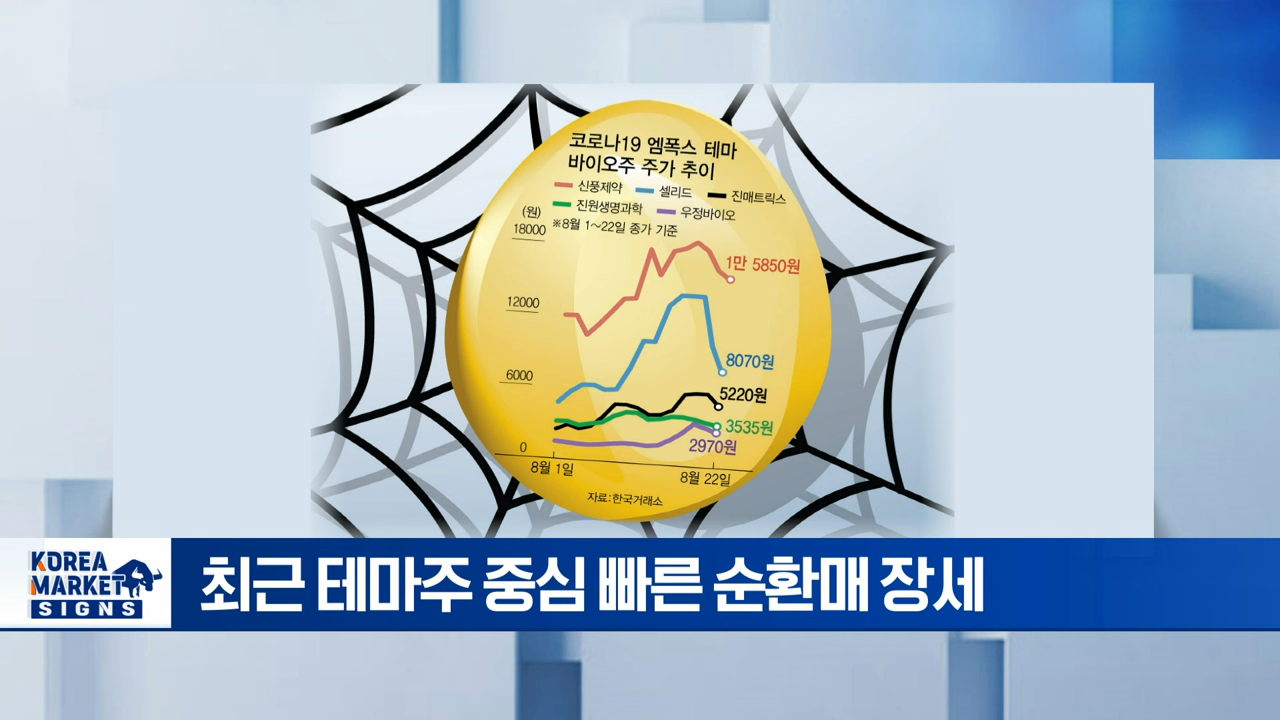 코로나19 엠폭스 테마
바이오주 주가 추이
신풍제약 셀리드 진매트릭스
진원생명과학 우정바이오
※8월 1~22일 종가 기준
(원)
18000
12000
6000
0
1만 5850원
8070원
5220원
3535원
2970원
8월 1일 8월 22일
자료:한국거래소
KOREA
MARKET
SIGNS
최근 테마주 중심 빠른 순환매 장세